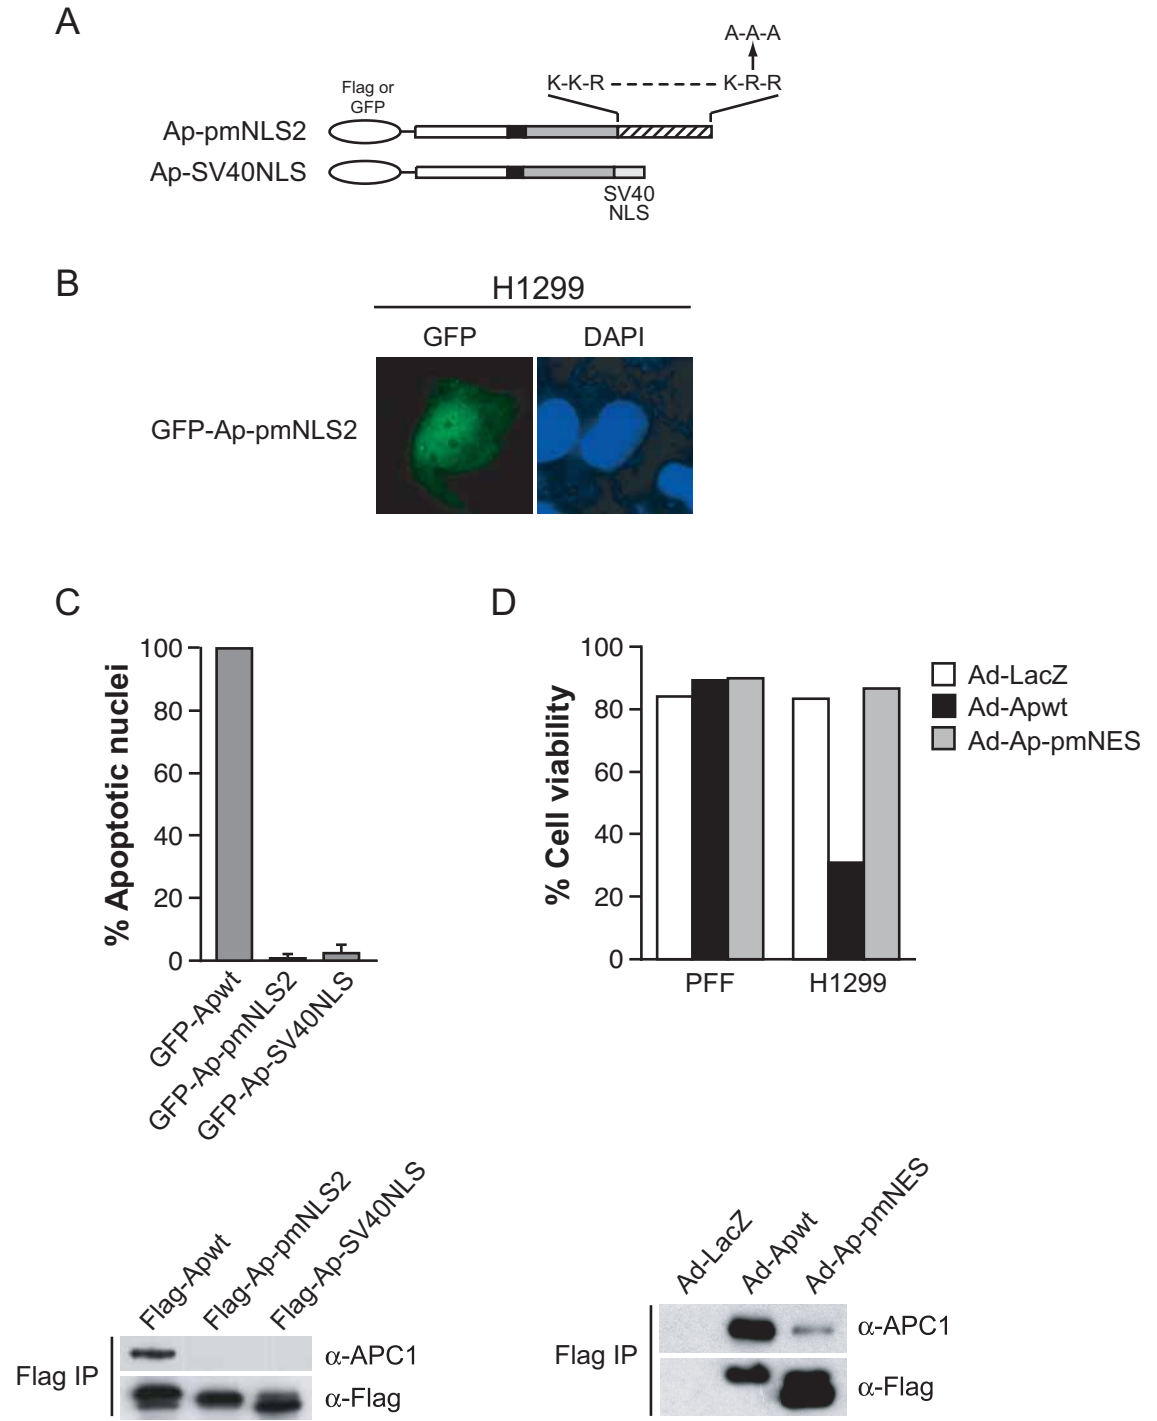 A
A-A-A
K-K-R - - - - - - - - - K-R-R
Flag or
GFP
Ap-pmNLS2
Ap-SV40NLS
SV40
NLS
B
H1299
GFP DAPI
GFP-Ap-pmNLS2
C
% Apoptotic nuclei
100
80
60
40
20
0
GFP-Apwt
GFP-Ap-pmNLS2
GFP-Ap-SV40NLS
Flag-Apwt
Flag-Ap-pmNLS2
Flag-Ap-SV40NLS
Flag IP
α-APC1
α-Flag
D
% Cell viability
100
80
60
40
20
0
PFF H1299
Ad-LacZ
Ad-Apwt
Ad-Ap-pmNES
Ad-LacZ
Ad-Apwt
Ad-Ap-pmNES
Flag IP
α-APC1
α-Flag